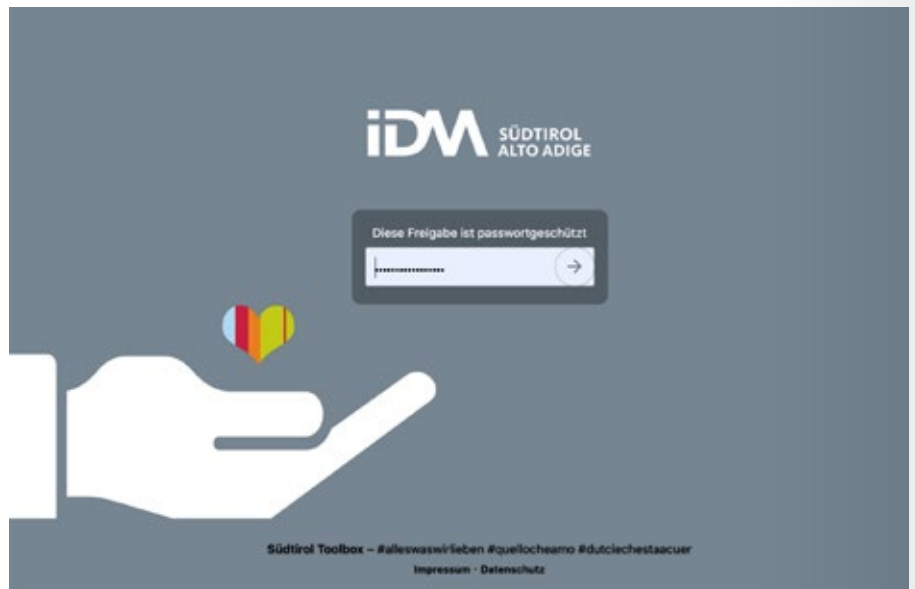 iDM SÜDTIROL
ALTO ADIGE
Diese Freigabe ist passwortgeschützt
Südtirol Toolbox – #alleswaswirlieben #quellocheamo #dutciechestaacuer
Impressum · Datenschutz